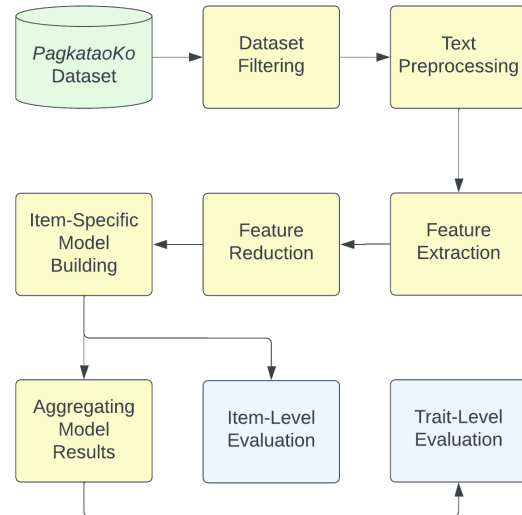 PagkataoKo
Dataset
Dataset
Filtering
Text
Preprocessing
Item-Specific
Model
Building
Feature
Reduction
Feature
Extraction
Aggregating
Model
Results
Item-Level
Evaluation
Trait-Level
Evaluation